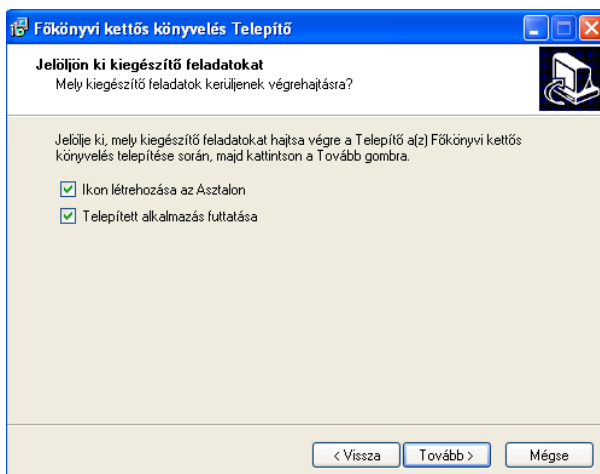 Főkönyvi kettős könyvelés Telepítő
Jelöljön ki kiegészítő feladatokat
Mely kiegészítő feladatok kerüljenek végrehajtásra?
Jelölje ki, mely kiegészítő feladatokat hajtsa végre a Telepítő a(z) Főkönyvi kettős
könyvelés telepítése során, majd kattintson a Tovább gombra.
Ikon létrehozása az Asztalon
Telepített alkalmazás futtatása
< Vissza Tovább > Mégse